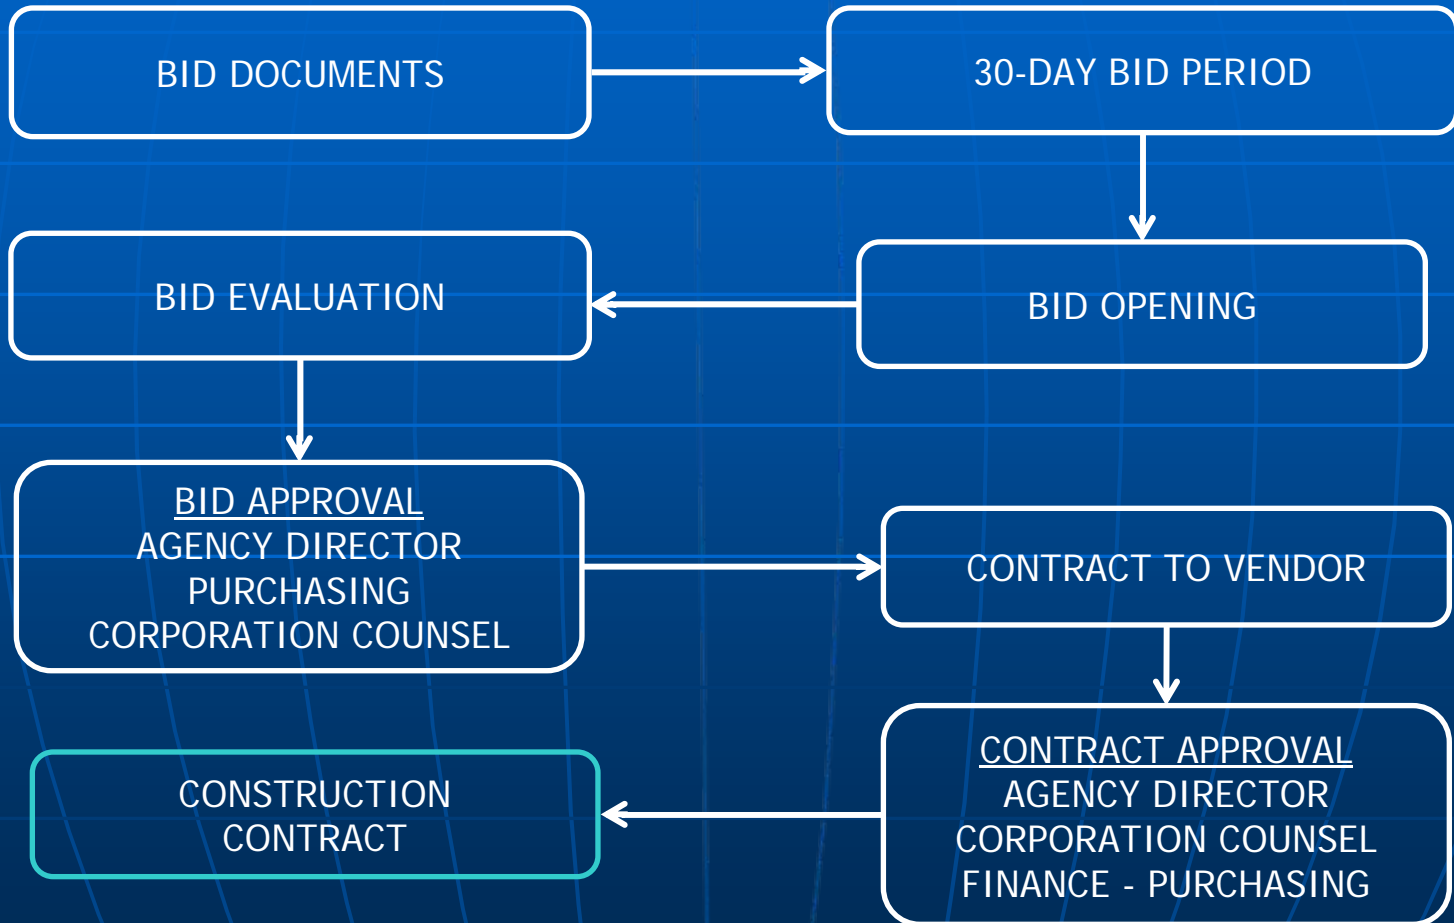 BID DOCUMENTS
30-DAY BID PERIOD
BID OPENING
BID EVALUATION
BID APPROVAL
AGENCY DIRECTOR
PURCHASING
CORPORATION COUNSEL
CONTRACT TO VENDOR
CONTRACT APPROVAL
AGENCY DIRECTOR
CORPORATION COUNSEL
FINANCE - PURCHASING
CONSTRUCTION
CONTRACT